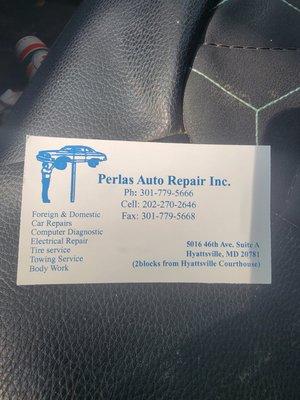 Perlas Auto Repair Inc.
Ph: 301-779-5666
Cell: 202-270-2646
Fax: 301-779-5668
Foreign & Domestic
Car Repairs
Computer Diagnostic
Electrical Repair
Tire service
Towing Service
Body Work
5016 46th Ave. Suite A
Hyattsville, MD 20781
(2blocks from Hyattsville Courthouse)